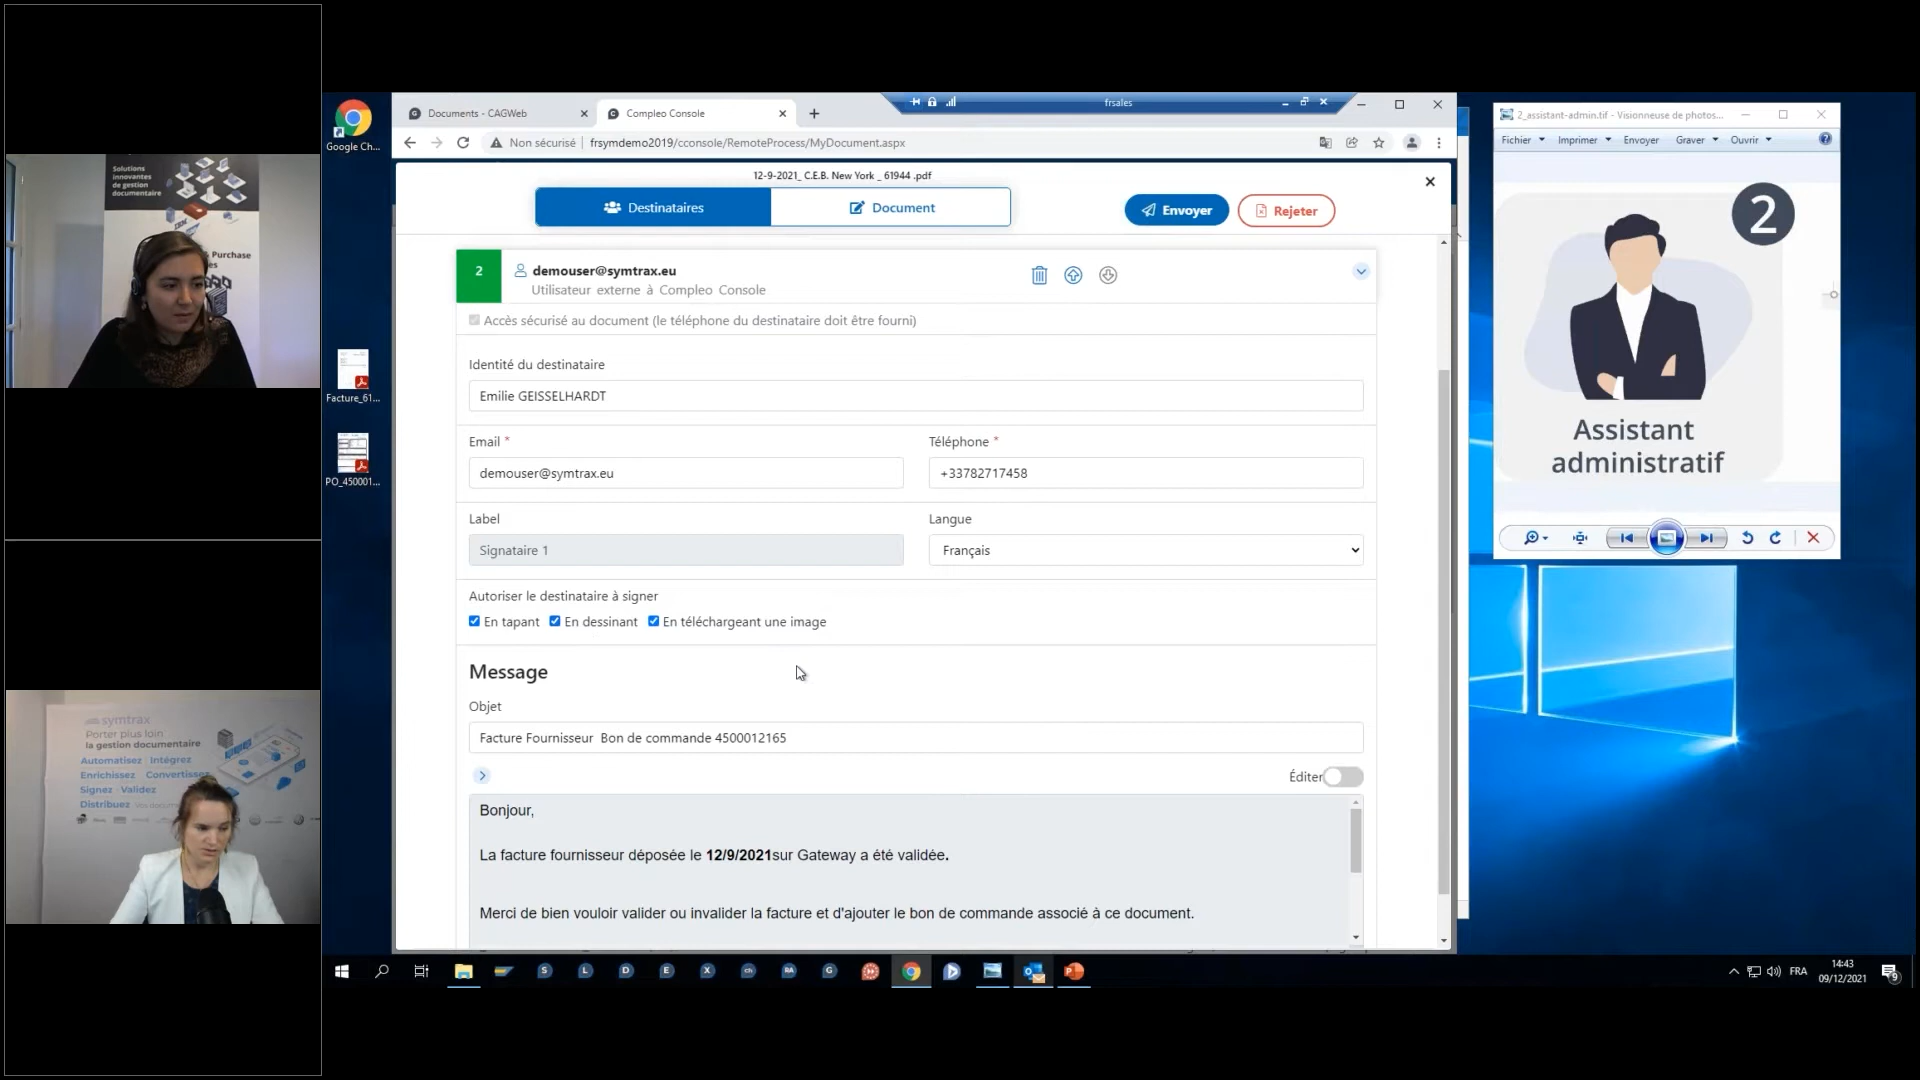 Solutions
innovantes
de gestion
documentaire
Purchase
symtrax
Porter plus loin
la gestion documentaire
Automatisez Intégrez
Enrichissez Convertissez
Signez Validez
Distribuez
Google Ch...
Facture_61...
PO_450001...
Documents - CAGWeb
Compleo Console
frsales
Non sécurisé | frsymdemo2019/cconsole/RemoteProcess/MyDocument.aspx
12-9-2021_ C.E.B. New York _ 61944 .pdf
Destinataires
Document
Envoyer
Rejeter
2
demouser@symtrax.eu
Utilisateur externe à Compleo Console
Accès sécurisé au document (le téléphone du destinataire doit être fourni)
Identité du destinataire
Emilie GEISSELHARDT
Email *
Téléphone *
demouser@symtrax.eu
+33782717458
Label
Langue
Signataire 1
Français
Autoriser le destinataire à signer
En tapant
En dessinant
En téléchargeant une image
Message
Objet
Facture Fournisseur Bon de commande 4500012165
Éditer
Bonjour,
La facture fournisseur déposée le 12/9/2021sur Gateway a été validée.
Merci de bien vouloir valider ou invalider la facture et d'ajouter le bon de commande associé à ce document.
2_assistant-admin.tif - Visionneuse de photos...
Fichier
Imprimer
Envoyer
Graver
Ouvrir
2
Assistant
administratif
FRA
14:43
09/12/2021
9